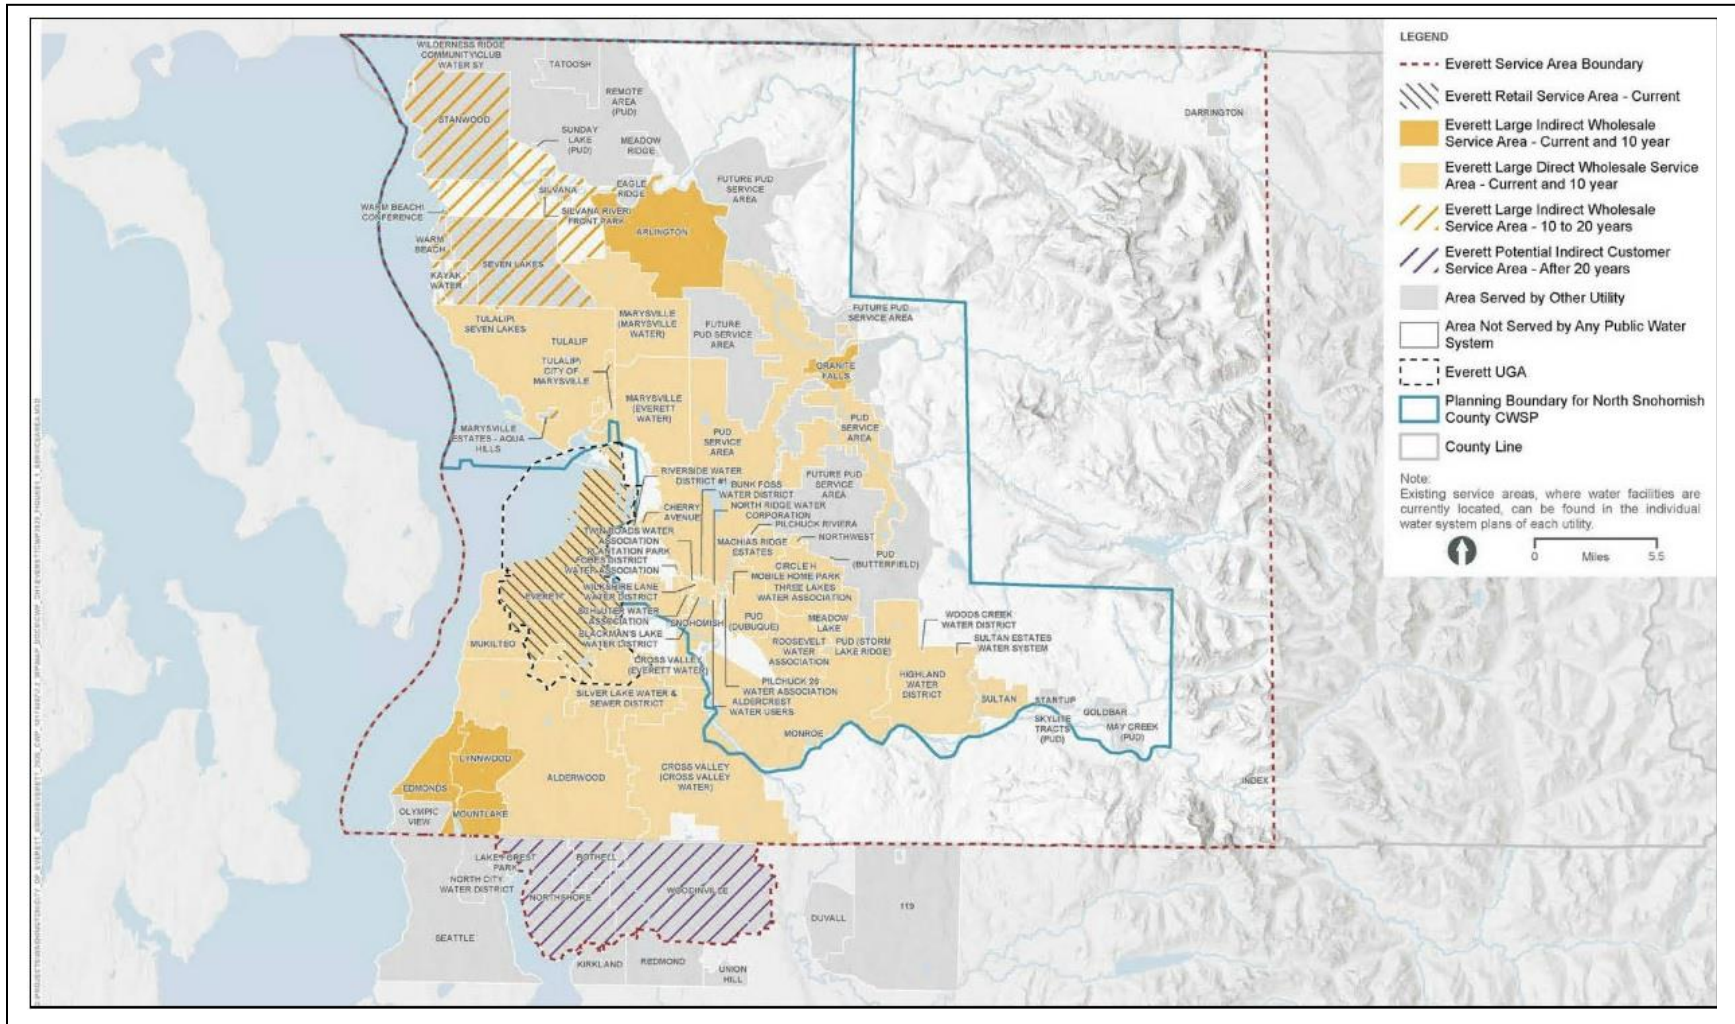 WILDERNESS RIDGE
COMMUNITY\CLUB
WATER SY
TATOOSH
REMOTE
AREA
(PUD)
STANWOOD
SUNDAY
LAKE
(PUD)
MEADOW
RIDGE
DARRINGTON
EAGLE
RIDGE
FUTURE PUD
SERVICE
AREA
SILVANA
WARM BEACH\
CONFERENCE
SILVANA RIVER\
FRONT PARK
ARLINGTON
WARM
BEACH
SEVEN LAKES
KAYAK
WATER
TULALIP\
SEVEN LAKES
MARYSVILLE
(MARYSVILLE
WATER)
FUTURE
PUD SERVICE
AREA
FUTURE PUD
SERVICE AREA
TULALIP
TULALIP\
CITY OF
MARYSVILLE
GRANITE
FALLS
MARYSVILLE
(EVERETT
WATER)
PUD
SERVICE
AREA
PUD
SERVICE
AREA
MARYSVILLE
ESTATES - AQUA
HILLS
RIVERSIDE WATER
DISTRICT #1
BUNK FOSS
WATER DISTRICT
FUTURE PUD
SERVICE
AREA
NORTH RIDGE WATER
CORPORATION
CHERRY
AVENUE
PILCHUCK RIVIERA
NORTHWEST
MACHIAS RIDGE
ESTATES
TWIN ROADS WATER
ASSOCIATION
PLANTATION PARK
FOBES DISTRICT
WATER ASSOCIATION
PUD
(BUTTERFIELD)
CIRCLE H
MOBILE HOME PARK
THREE LAKES
WATER ASSOCIATION
EVERETT
WILKSHIRE LANE
WATER DISTRICT
SCHLUTER WATER
ASSOCIATION
SNOHOMISH
PUD
(DUBUQUE)
MEADOW
LAKE
WOODS CREEK
WATER DISTRICT
BLACKMAN'S LAKE
WATER DISTRICT
MUKILTEO
ROOSEVELT
WATER
ASSOCIATION
PUD (STORM
LAKE RIDGE)
SULTAN ESTATES
WATER SYSTEM
CROSS VALLEY
(EVERETT WATER)
HIGHLAND
WATER
DISTRICT
PILCHUCK 26
WATER ASSOCIATION
SILVER LAKE WATER &
SEWER DISTRICT
ALDERCREST
WATER USERS
SULTAN
STARTUP
GOLDBAR
SKYLITE
TRACTS
(PUD)
MAY CREEK
(PUD)
MONROE
LYNNWOOD
ALDERWOOD
CROSS VALLEY
(CROSS VALLEY
WATER)
INDEX
EDMONDS
OLYMPIC
VIEW
MOUNTLAKE
LAKE FOREST
PARK
BOTHELL
NORTH CITY
WATER DISTRICT
NORTHSHORE
WOODINVILLE
DUVALL
119
SEATTLE
KIRKLAND
REDMOND
UNION
HILL
LEGEND
Everett Service Area Boundary
Everett Retail Service Area - Current
Everett Large Indirect Wholesale
Service Area - Current and 10 year
Everett Large Direct Wholesale Service
Area - Current and 10 year
Everett Large Indirect Wholesale
Service Area - 10 to 20 years
Everett Potential Indirect Customer
Service Area - After 20 years
Area Served by Other Utility
Area Not Served by Any Public Water
System
Everett UGA
Planning Boundary for North Snohomish
County CWSP
County Line
Note:
Existing service areas, where water facilities are
currently located, can be found in the individual
water system plans of each utility.
0 5.5
Miles